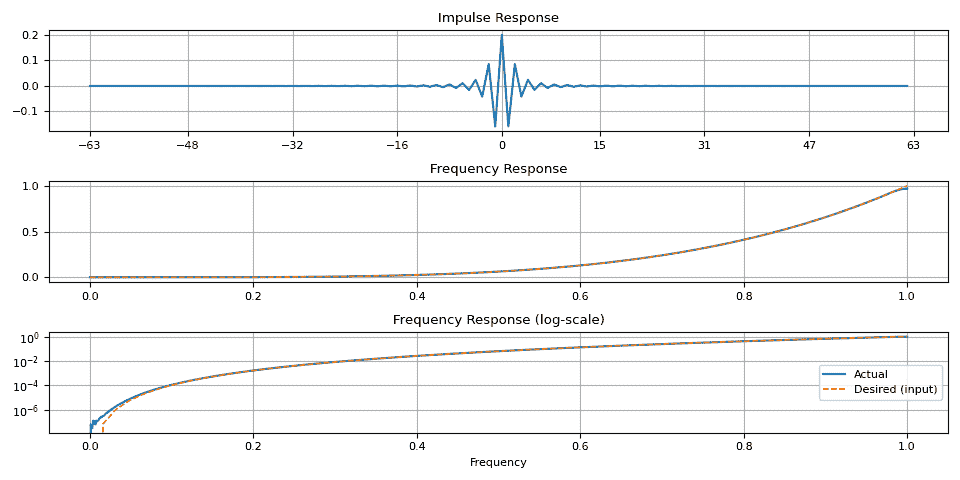 Impulse Response
0.2
0.1
0.0
−0.1
−63 −48 −32 −16 0 15 31 47 63
Frequency Response
1.0
0.5
0.0
0.0 0.2 0.4 0.6 0.8 1.0
Frequency Response (log-scale)
10⁰
10⁻²
10⁻⁴
10⁻⁶
Actual
Desired (input)
0.0 0.2 0.4 0.6 0.8 1.0
Frequency